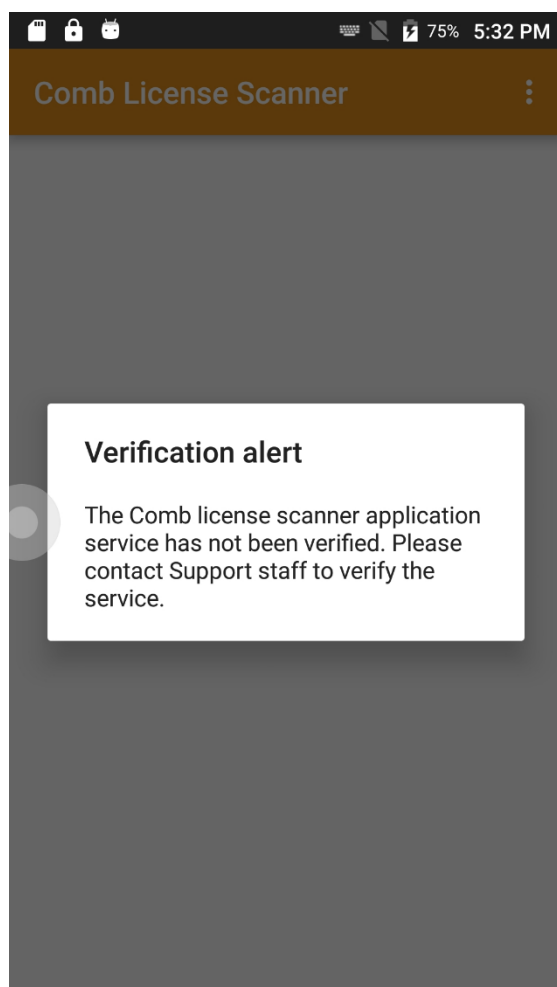 75% 5:32 PM
Comb License Scanner
Verification alert
The Comb license scanner application
service has not been verified. Please
contact Support staff to verify the
service.